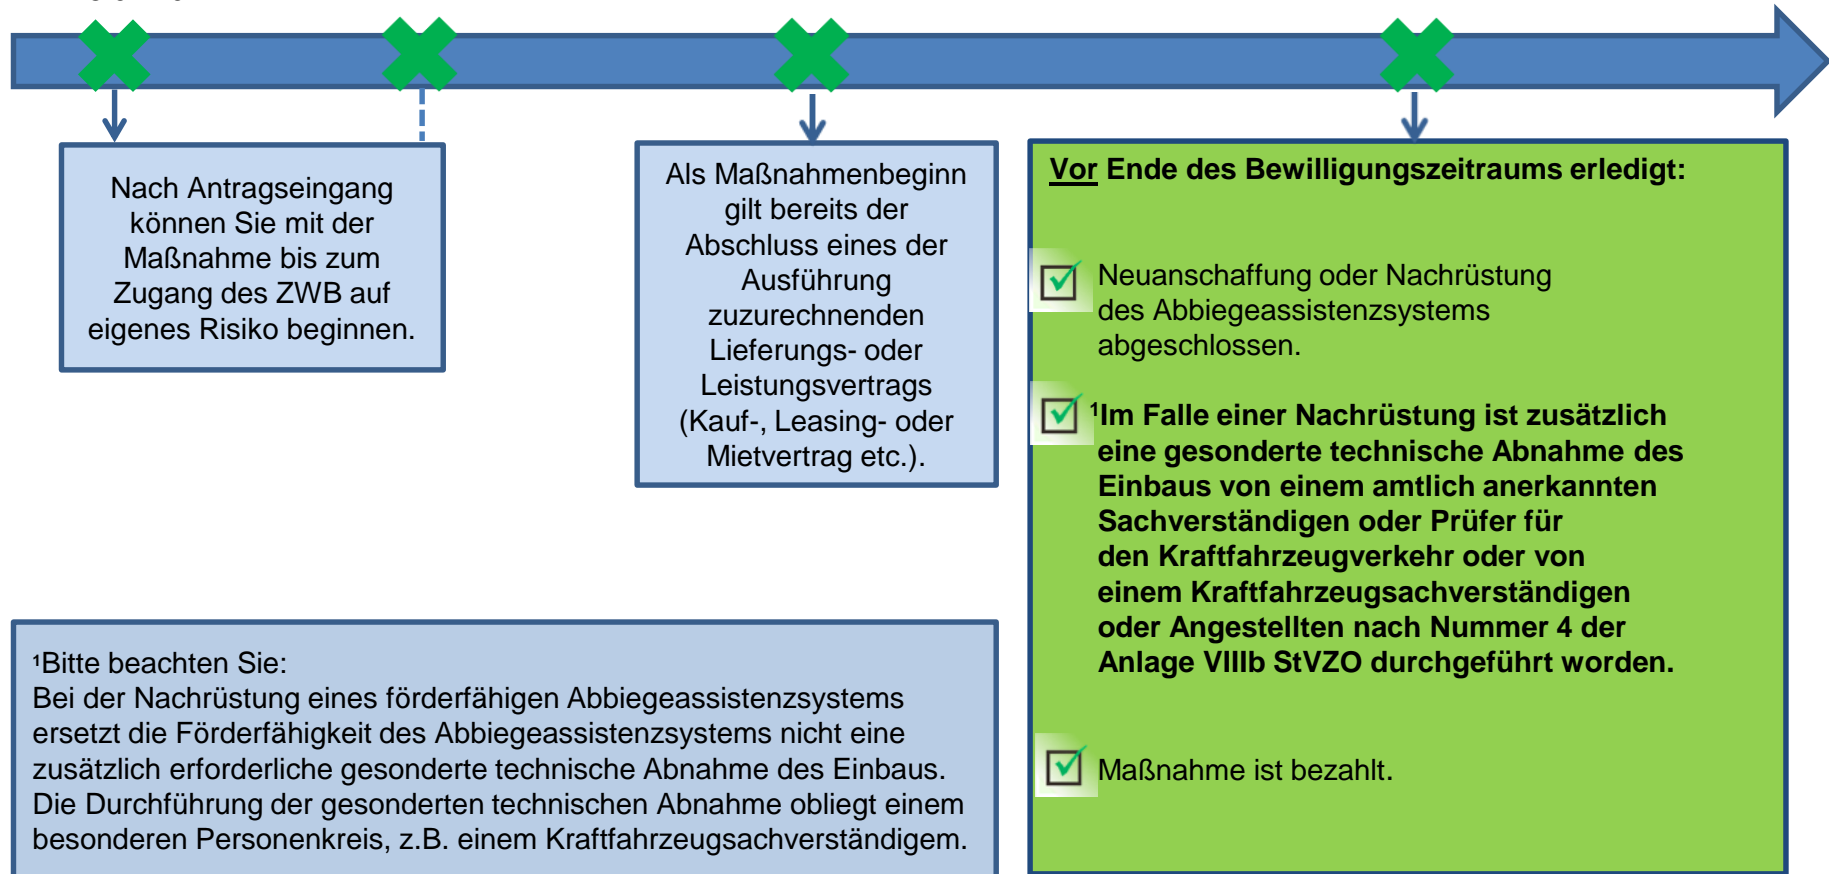 Nach Antragseingang
können Sie mit der
Maßnahme bis zum
Zugang des ZWB auf
eigenes Risiko beginnen.
Als Maßnahmenbeginn
gilt bereits der
Abschluss eines der
Ausführung
zuzurechnenden
Lieferungs- oder
Leistungsvertrags
(Kauf-, Leasing- oder
Mietvertrag etc.).
Vor Ende des Bewilligungszeitraums erledigt:
Neuanschaffung oder Nachrüstung
des Abbiegeassistenzsystems
abgeschlossen.
¹Im Falle einer Nachrüstung ist zusätzlich
eine gesonderte technische Abnahme des
Einbaus von einem amtlich anerkannten
Sachverständigen oder Prüfer für
den Kraftfahrzeugverkehr oder von
einem Kraftfahrzeugsachverständigen
oder Angestellten nach Nummer 4 der
Anlage VIIIb StVZO durchgeführt worden.
Maßnahme ist bezahlt.
¹Bitte beachten Sie:
Bei der Nachrüstung eines förderfähigen Abbiegeassistenzsystems
ersetzt die Förderfähigkeit des Abbiegeassistenzsystems nicht eine
zusätzlich erforderliche gesonderte technische Abnahme des Einbaus.
Die Durchführung der gesonderten technischen Abnahme obliegt einem
besonderen Personenkreis, z.B. einem Kraftfahrzeugsachverständigem.